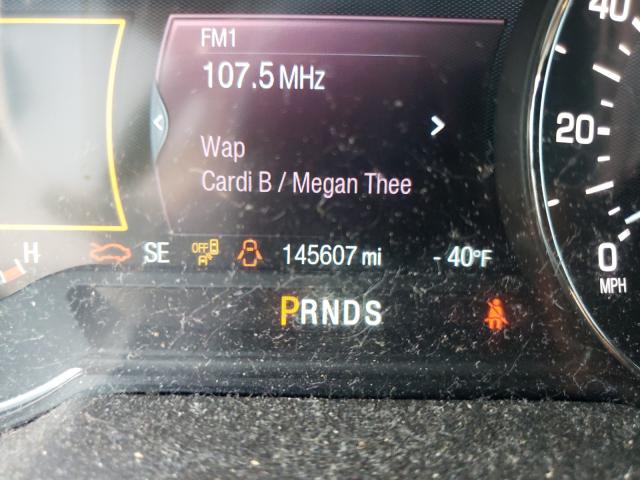 FM1
107.5 MHz
Wap
Cardi B / Megan Thee
H
SE
OFF
A
145607 mi
- 40°F
PRNDS
40
20
0
MPH